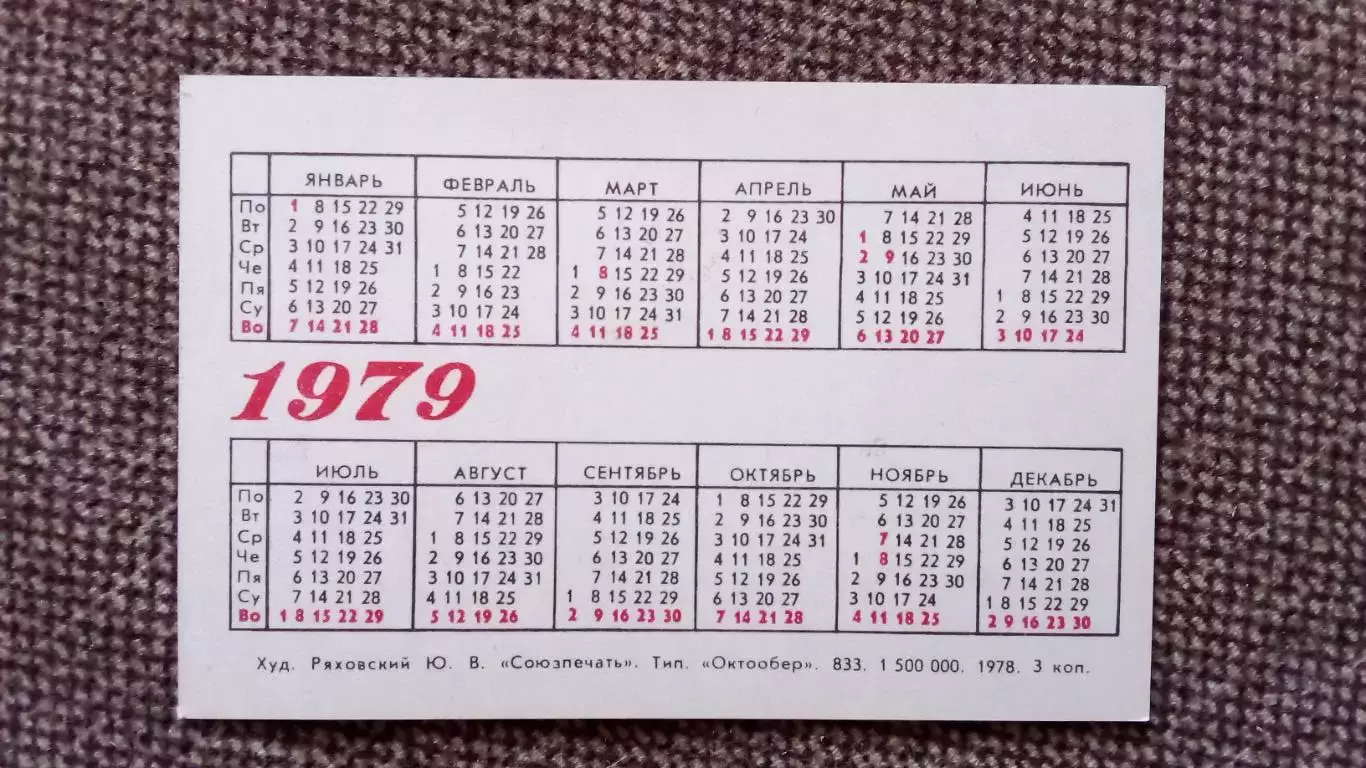 ЯНВАРЬ ФЕВРАЛЬ МАРТ АПРЕЛЬ МАЙ ИЮНЬ
По 1 8 15 22 29 5 12 19 26 5 12 19 26 2 9 16 23 30 7 14 21 28 4 11 18 25
Вт 2 9 16 23 30 6 13 20 27 6 13 20 27 3 10 17 24 1 8 15 22 29 5 12 19 26
Ср 3 10 17 24 31 7 14 21 28 7 14 21 28 4 11 18 25 2 9 16 23 30 6 13 20 27
Че 4 11 18 25 1 8 15 22 1 8 15 22 29 5 12 19 26 3 10 17 24 31 7 14 21 28
Пя 5 12 19 26 2 9 16 23 2 9 16 23 30 6 13 20 27 4 11 18 25 1 8 15 22 29
Су 6 13 20 27 3 10 17 24 3 10 17 24 31 7 14 21 28 5 12 19 26 2 9 16 23 30
Во 7 14 21 28 4 11 18 25 4 11 18 25 1 8 15 22 29 6 13 20 27 3 10 17 24
1979
ИЮЛЬ АВГУСТ СЕНТЯБРЬ ОКТЯБРЬ НОЯБРЬ ДЕКАБРЬ
По 2 9 16 23 30 6 13 20 27 3 10 17 24 1 8 15 22 29 5 12 19 26 3 10 17 24 31
Вт 3 10 17 24 31 7 14 21 28 4 11 18 25 2 9 16 23 30 6 13 20 27 4 11 18 25
Ср 4 11 18 25 1 8 15 22 29 5 12 19 26 3 10 17 24 31 7 14 21 28 5 12 19 26
Че 5 12 19 26 2 9 16 23 30 6 13 20 27 4 11 18 25 1 8 15 22 29 6 13 20 27
Пя 6 13 20 27 3 10 17 24 31 7 14 21 28 5 12 19 26 2 9 16 23 30 7 14 21 28
Су 7 14 21 28 4 11 18 25 1 8 15 22 29 6 13 20 27 3 10 17 24 1 8 15 22 29
Во 1 8 15 22 29 5 12 19 26 2 9 16 23 30 7 14 21 28 4 11 18 25 2 9 16 23 30
Худ. Ряховский Ю. В. «Союзпечать». Тип. «Октообер». 833. 1 500 000. 1978. 3 коп.